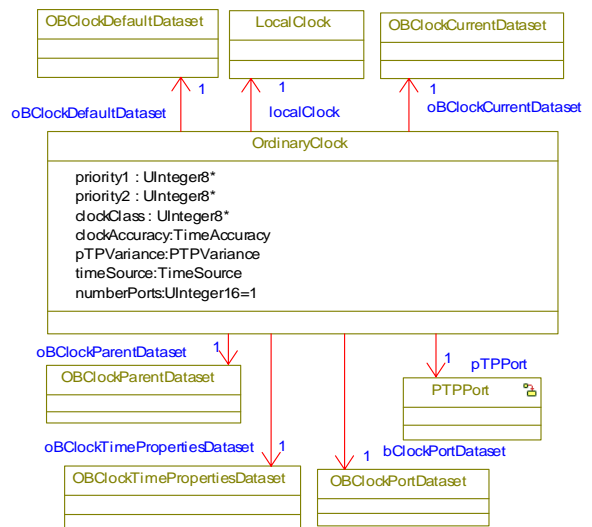 OBClockDefaultDataset
LocalClock
OBClockCurrentDataset
1
1
1
oBClockDefaultDataset
localClock
oBClockCurrentDataset
OrdinaryClock
priority1 : UInteger8*
priority2 : UInteger8*
clockClass : UInteger8*
clockAccuracy:TimeAccuracy
pTPVariance:PTPVariance
timeSource:TimeSource
numberPorts:UInteger16=1
oBClockParentDataset
1
1
pTPPort
OBClockParentDataset
PTPPort
oBClockTimePropertiesDataset
1
1
bClockPortDataset
OBClockTimePropertiesDataset
OBClockPortDataset